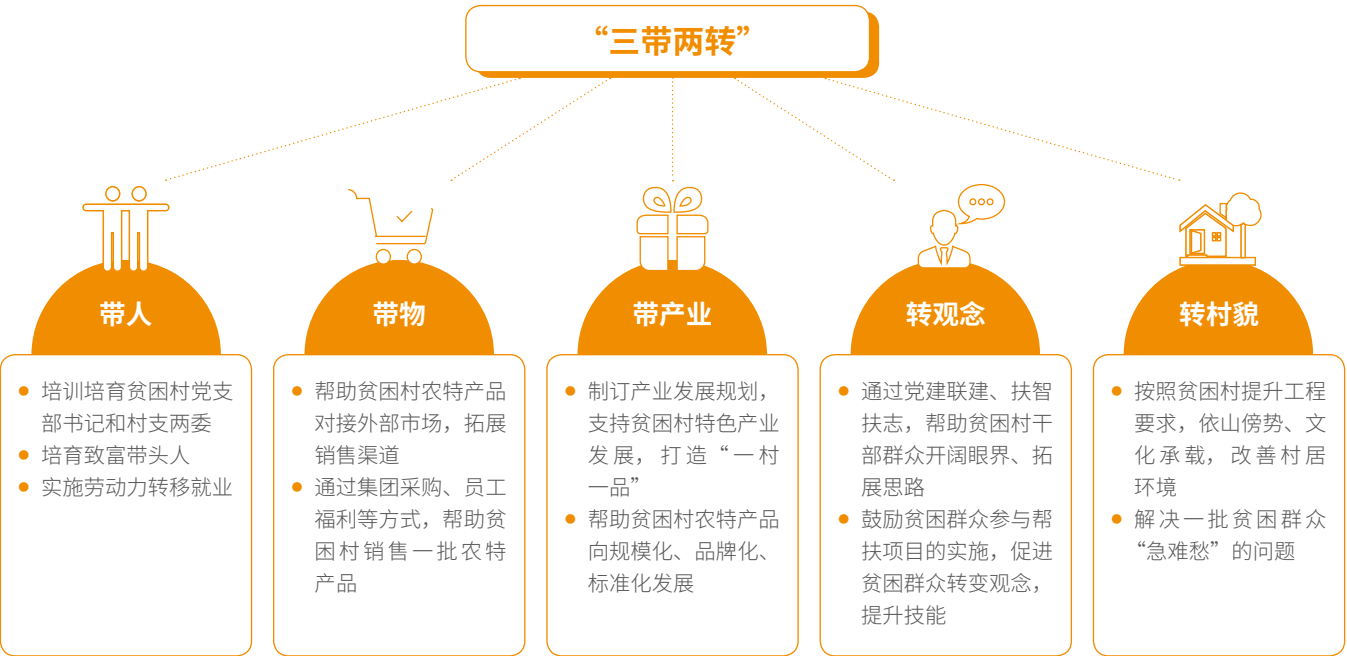 “三带两转”
带人
培训培育贫困村党支
部书记和村支两委
培育致富带头人
实施劳动力转移就业
带物
帮助贫困村农特产品
对接外部市场，拓展
销售渠道
通过集团采购、员工
福利等方式，帮助贫
困村销售一批农特
产品
带产业
制订产业发展规划，
支持贫困村特色产业
发展，打造“一村
一品”
帮助贫困村农特产品
向规模化、品牌化、
标准化发展
转观念
通过党建联建、扶智
扶志，帮助贫困村干
部群众开阔眼界、拓
展思路
鼓励贫困群众参与帮
扶项目的实施，促进
贫困群众转变观念，
提升技能
转村貌
按照贫困村提升工程
要求，依山傍势、文
化承载，改善村居
环境
解决一批贫困群众
“急难愁”的问题